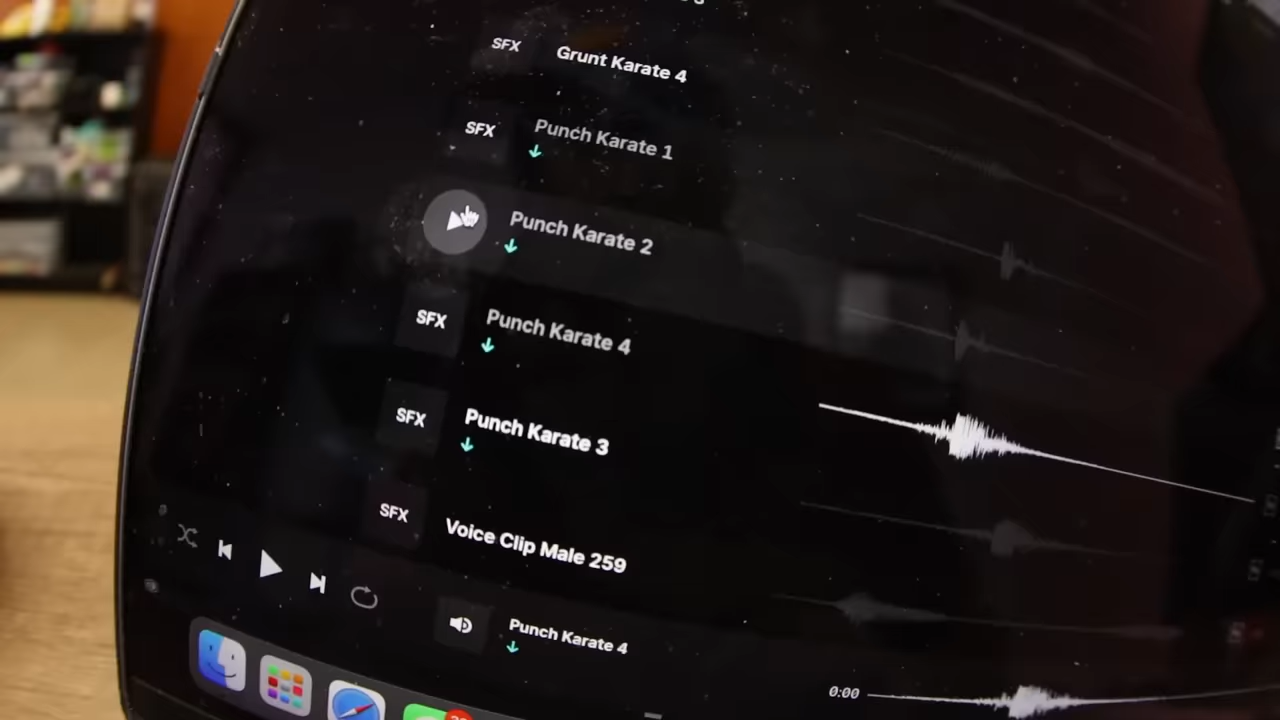 SFX Grunt Karate 4
SFX Punch Karate 1
Punch Karate 2
SFX Punch Karate 4
SFX Punch Karate 3
SFX Voice Clip Male 259
Punch Karate 4
0:00